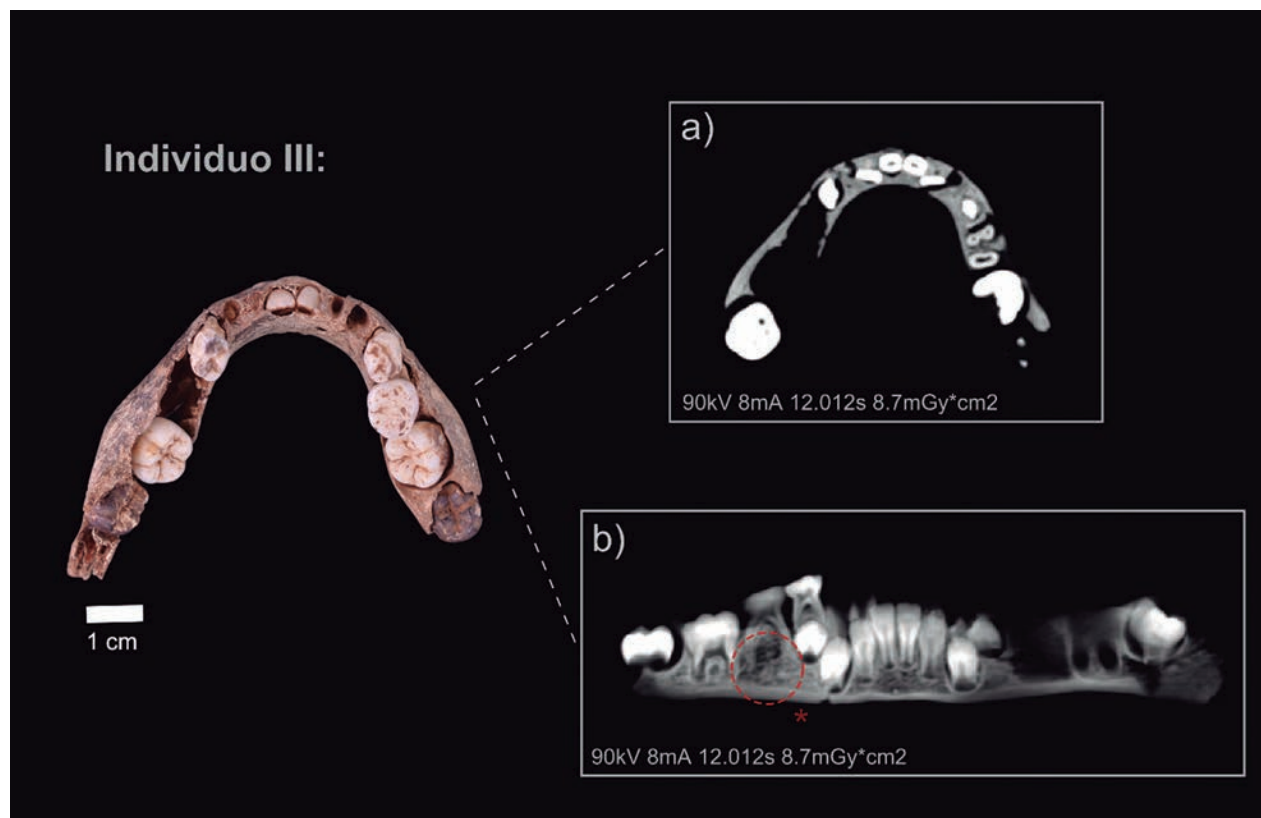 Individuo III:
a)
90kV 8mA 12.012s 8.7mGy*cm2
1 cm
b)
*
90kV 8mA 12.012s 8.7mGy*cm2